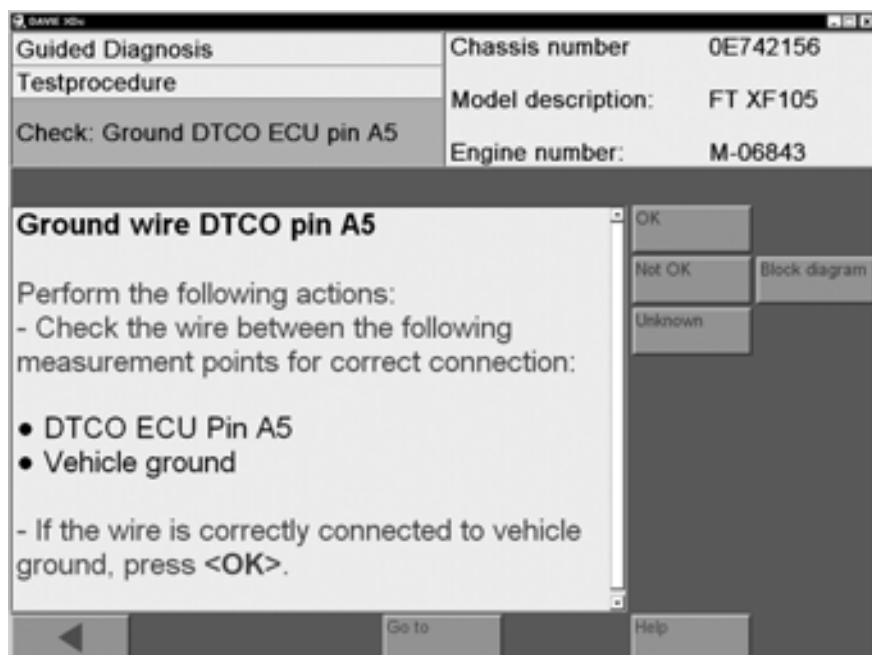 DAVIE XDc
Guided Diagnosis
Testprocedure
Check: Ground DTCO ECU pin A5
Chassis number 0E742156
Model description: FT XF105
Engine number: M-06843
Ground wire DTCO pin A5
Perform the following actions:
- Check the wire between the following
measurement points for correct connection:
● DTCO ECU Pin A5
● Vehicle ground
- If the wire is correctly connected to vehicle
ground, press <OK>.
OK
Not OK
Block diagram
Unknown
Go to
Help